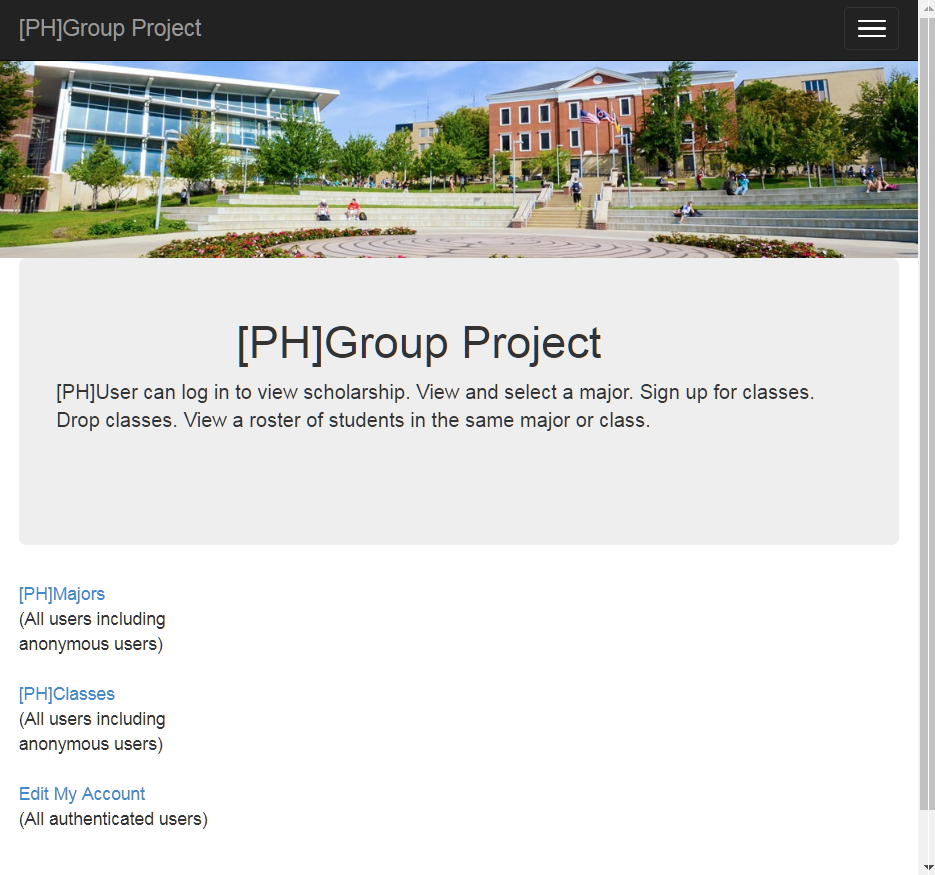 [PH]Group Project
[PH]Group Project
[PH]User can log in to view scholarship. View and select a major. Sign up for classes.
Drop classes. View a roster of students in the same major or class.
[PH]Majors
(All users including
anonymous users)
[PH]Classes
(All users including
anonymous users)
Edit My Account
(All authenticated users)